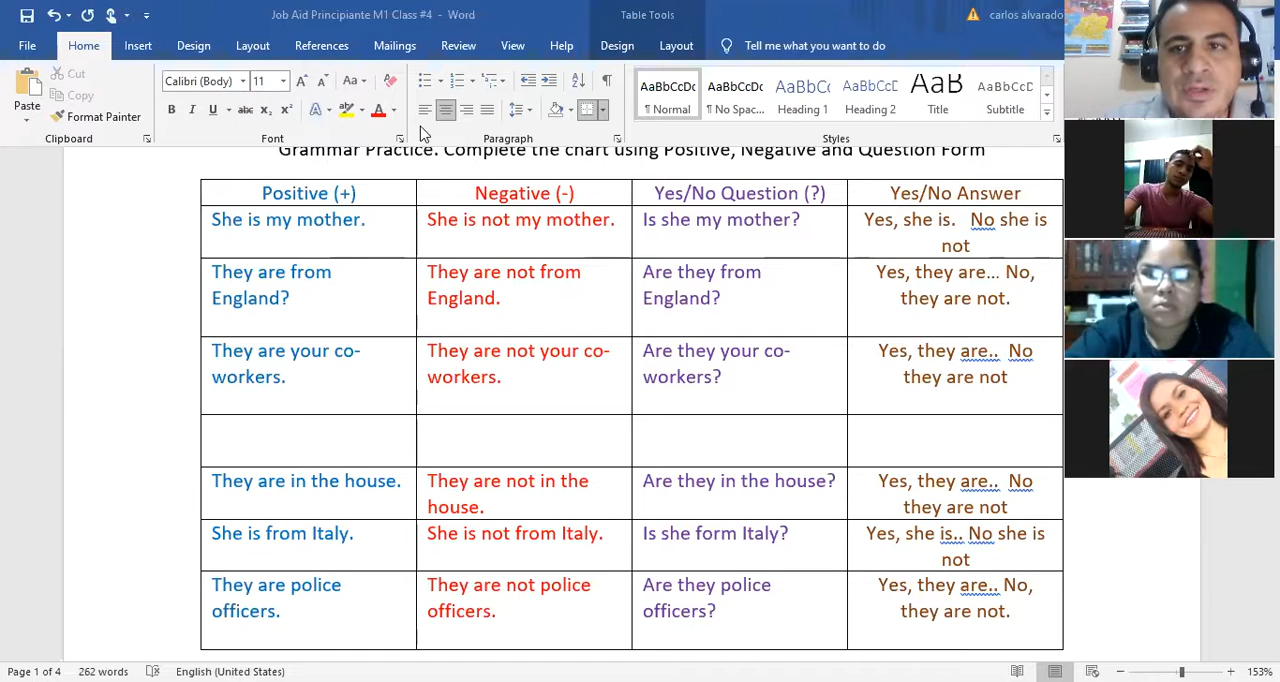 Job Aid Principiante M1 Class #4 - Word
Table Tools
carlos alvarado
File Home Insert Design Layout References Mailings Review View Help Design Layout Tell me what you want to do
Paste
Cut
Copy
Format Painter
Clipboard
Calibri (Body) 11
Font
Paragraph
AaBbCcDc AaBbCcDc AaBbC AaBbCcD AaB AaBbCcD
¶ Normal ¶ No Spac... Heading 1 Heading 2 Title Subtitle
Styles
Grammar Practice. Complete the chart using Positive, Negative and Question Form
Positive (+) Negative (-) Yes/No Question (?) Yes/No Answer
She is my mother. She is not my mother. Is she my mother? Yes, she is. No she is
not
They are from They are not from Are they from Yes, they are... No,
England? England. England? they are not.
They are your co- They are not your co- Are they your co- Yes, they are.. No
workers. workers. workers? they are not
They are in the house. They are not in the Are they in the house? Yes, they are.. No
house. they are not
She is from Italy. She is not from Italy. Is she form Italy? Yes, she is.. No she is
not
They are police They are not police Are they police Yes, they are.. No,
officers. officers. officers? they are not.
Page 1 of 4 262 words English (United States) 153%